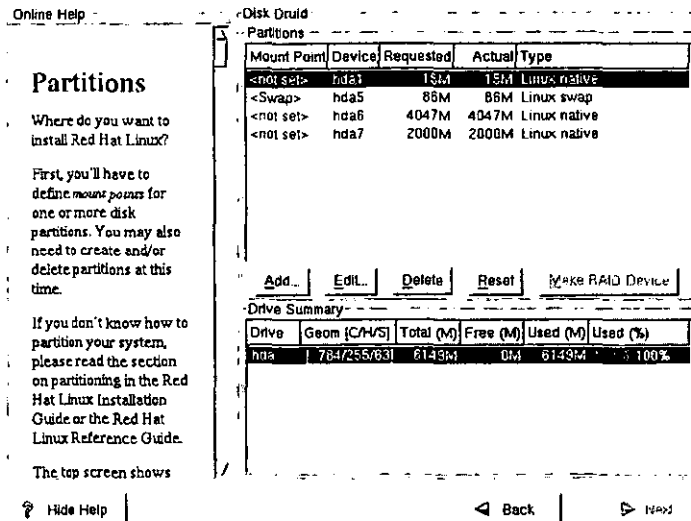 Online Help
Partitions
Where do you want to
install Red Hat Linux?
First, you'll have to
define mount points for
one or more disk
partitions. You may also
need to create and/or
delete partitions at this
time.
If you don't know how to
partition your system,
please read the section
on partitioning in the Red
Hat Linux Installation
Guide or the Red Hat
Linux Reference Guide.
The top screen shows
Disk Druid
Partitions
Mount Point Device Requested Actual Type
<not set> hda1 15M Linux native
<Swap> hda5 86M 86M Linux swap
<not set> hda6 4047M 4047M Linux native
<not set> hda7 2000M 2000M Linux native
Add... Edit... Delete Reset Make RAID Device
Drive Summary
Drive Geom [C/H/S] Total (M) Free (M) Used (M) Used (%)
hda [ 784/255/63] 6149M 0M 6149M 100%
Hide Help
Back
Next